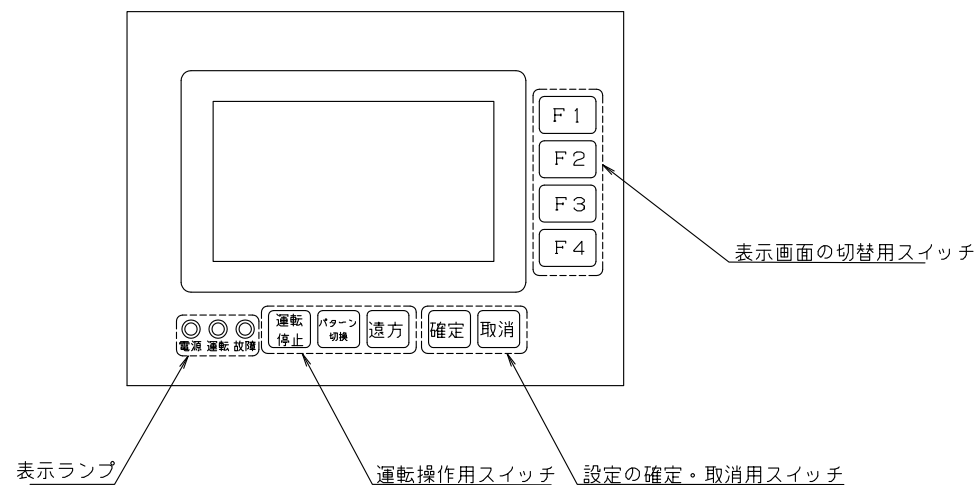 F1
F2
F3
F4
表示画面の切替用スイッチ
運転
停止
パターン
切換
遠方
確定
取消
電源 運転 故障
表示ランプ
運転操作用スイッチ
設定の確定・取消用スイッチ